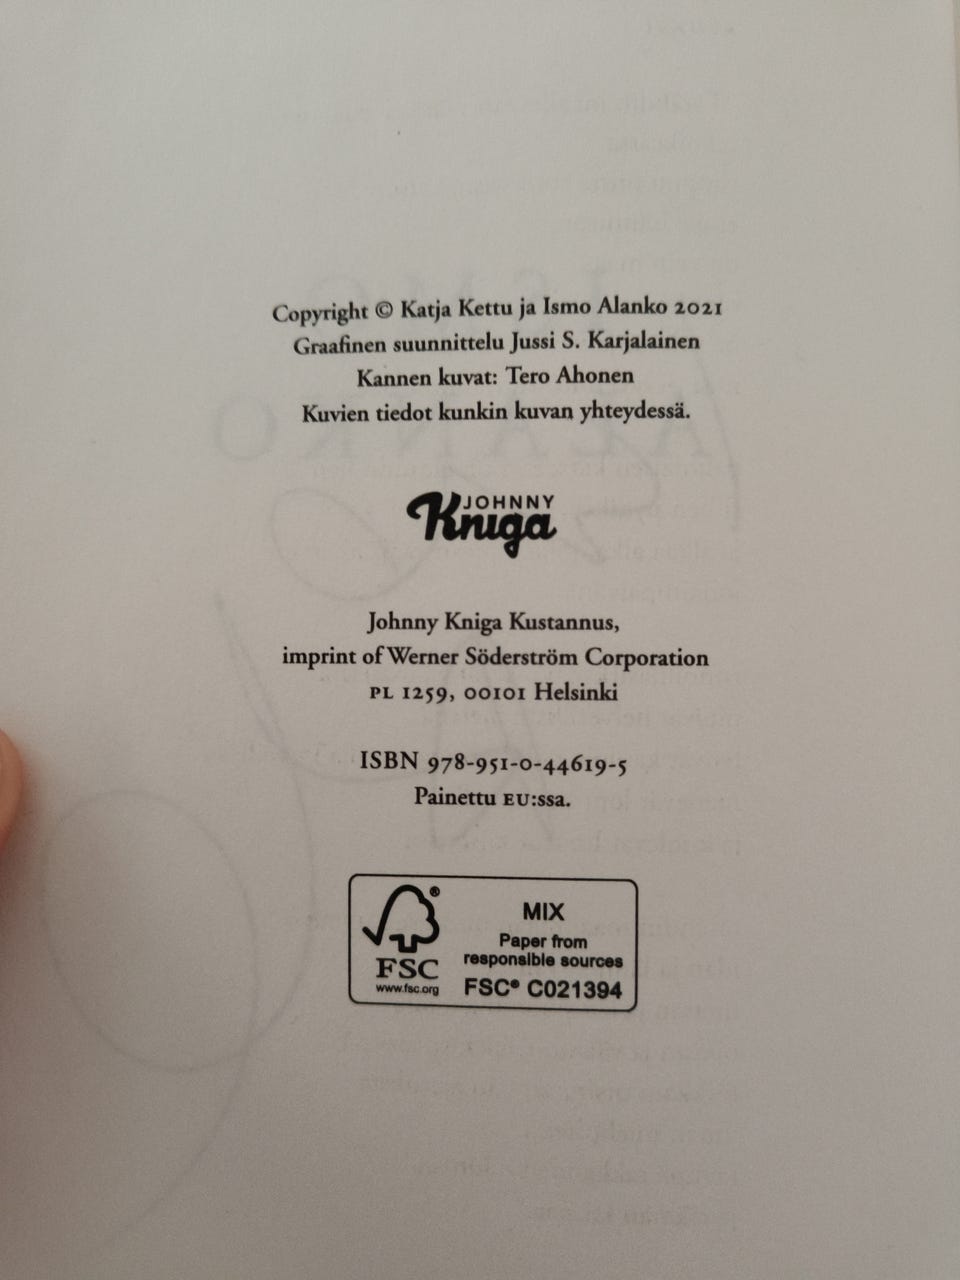 Copyright © Katja Kettu ja Ismo Alanko 2021
Graafinen suunnittelu Jussi S. Karjalainen
Kannen kuvat: Tero Ahonen
Kuvien tiedot kunkin kuvan yhteydessä.
JOHNNY
Kniga
Johnny Kniga Kustannus,
imprint of Werner Söderström Corporation
PL 1259, 00101 Helsinki
ISBN 978-951-0-44619-5
Painettu EU:ssa.
FSC
www.fsc.org
®
MIX
Paper from
responsible sources
FSC® C021394